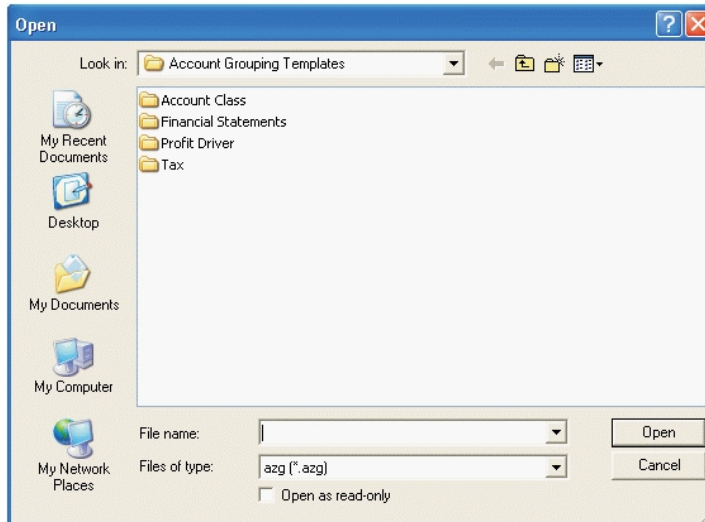 Open
Look in: Account Grouping Templates
Account Class
Financial Statements
Profit Driver
Tax
My Recent
Documents
Desktop
My Documents
My Computer
My Network
Places
File name: Open
Files of type: azg (*.azg) Cancel
Open as read-only